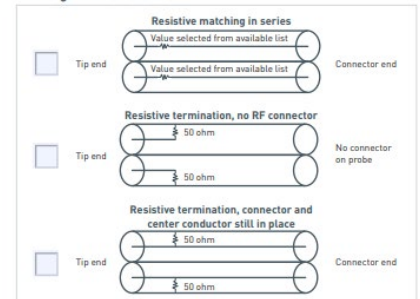 Resistive matching in series
Value selected from available list
Tip end
Value selected from available list
Connector end
Resistive termination, no RF connector
50 ohm
Tip end
No connector
on probe
50 ohm
Resistive termination, connector and
center conductor still in place
50 ohm
Tip end
Connector end
50 ohm